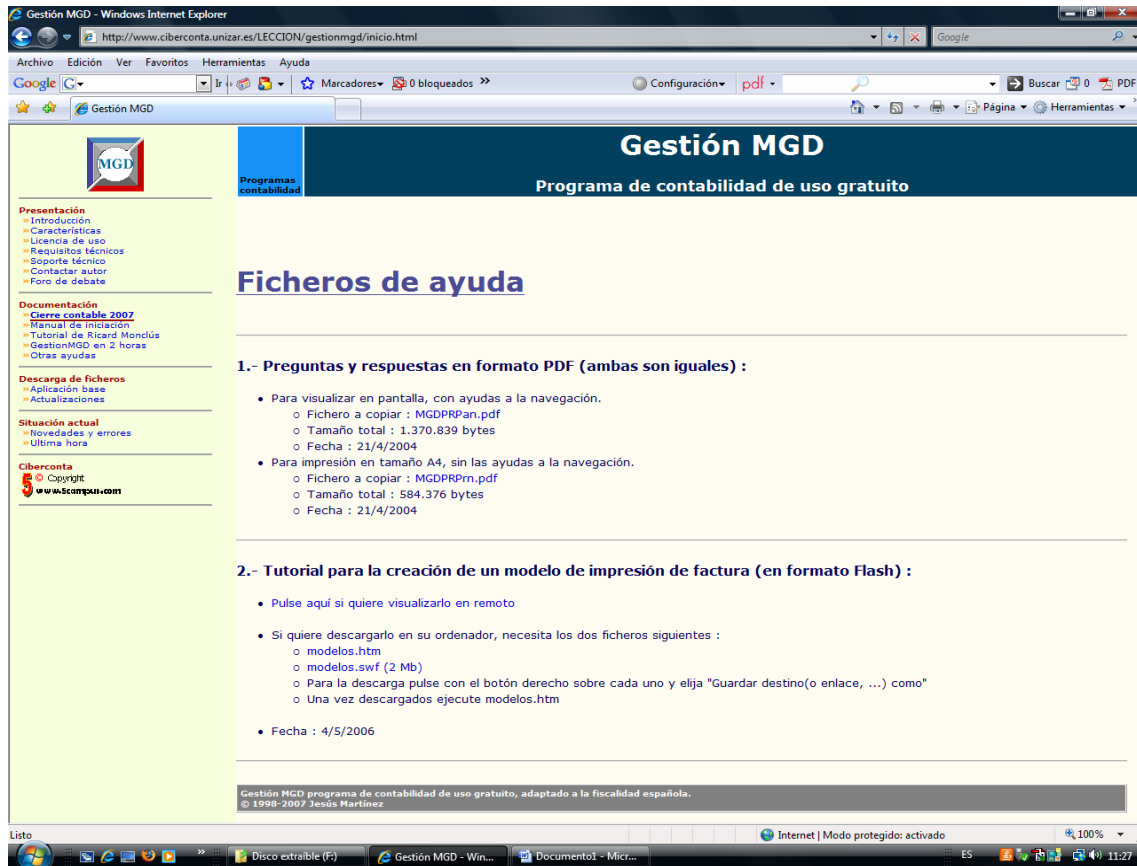 Gestión MGD - Windows Internet Explorer
http://www.ciberconta.unizar.es/LECCION/gestionmgd/inicio.html
Google
Archivo Edición Ver Favoritos Herramientas Ayuda
Google G Ir Marcadores 0 bloqueados » Configuración pdf Buscar 0 PDF
Gestión MGD Página Herramientas »
MGD
Programas
contabilidad
Gestión MGD
Programa de contabilidad de uso gratuito
Presentación
»Introducción
»Características
»Licencia de uso
»Requisitos técnicos
»Soporte técnico
»Contactar autor
»Foro de debate
Documentación
»Cierre contable 2007
»Manual de iniciación
»Tutorial de Ricard Monclús
»GestionMGD en 2 horas
»Otras ayudas
Descarga de ficheros
»Aplicación base
»Actualizaciones
Situación actual
»Novedades y errores
»Ultima hora
Ciberconta
5 © Copyright
www.5campus.com
Ficheros de ayuda
1.- Preguntas y respuestas en formato PDF (ambas son iguales) :
• Para visualizar en pantalla, con ayudas a la navegación.
o Fichero a copiar : MGDPRPan.pdf
o Tamaño total : 1.370.839 bytes
o Fecha : 21/4/2004
• Para impresión en tamaño A4, sin las ayudas a la navegación.
o Fichero a copiar : MGDPRPrn.pdf
o Tamaño total : 584.376 bytes
o Fecha : 21/4/2004
2.- Tutorial para la creación de un modelo de impresión de factura (en formato Flash) :
• Pulse aquí si quiere visualizarlo en remoto
• Si quiere descargarlo en su ordenador, necesita los dos ficheros siguientes :
o modelos.htm
o modelos.swf (2 Mb)
o Para la descarga pulse con el botón derecho sobre cada uno y elija "Guardar destino(o enlace, ...) como"
o Una vez descargados ejecute modelos.htm
• Fecha : 4/5/2006
Gestión MGD programa de contabilidad de uso gratuito, adaptado a la fiscalidad española.
© 1998-2007 Jesús Martínez
Listo Internet | Modo protegido: activado 100%
» Disco extraíble (F:) Gestión MGD - Win... Documento1 - Micr... ES 11:27